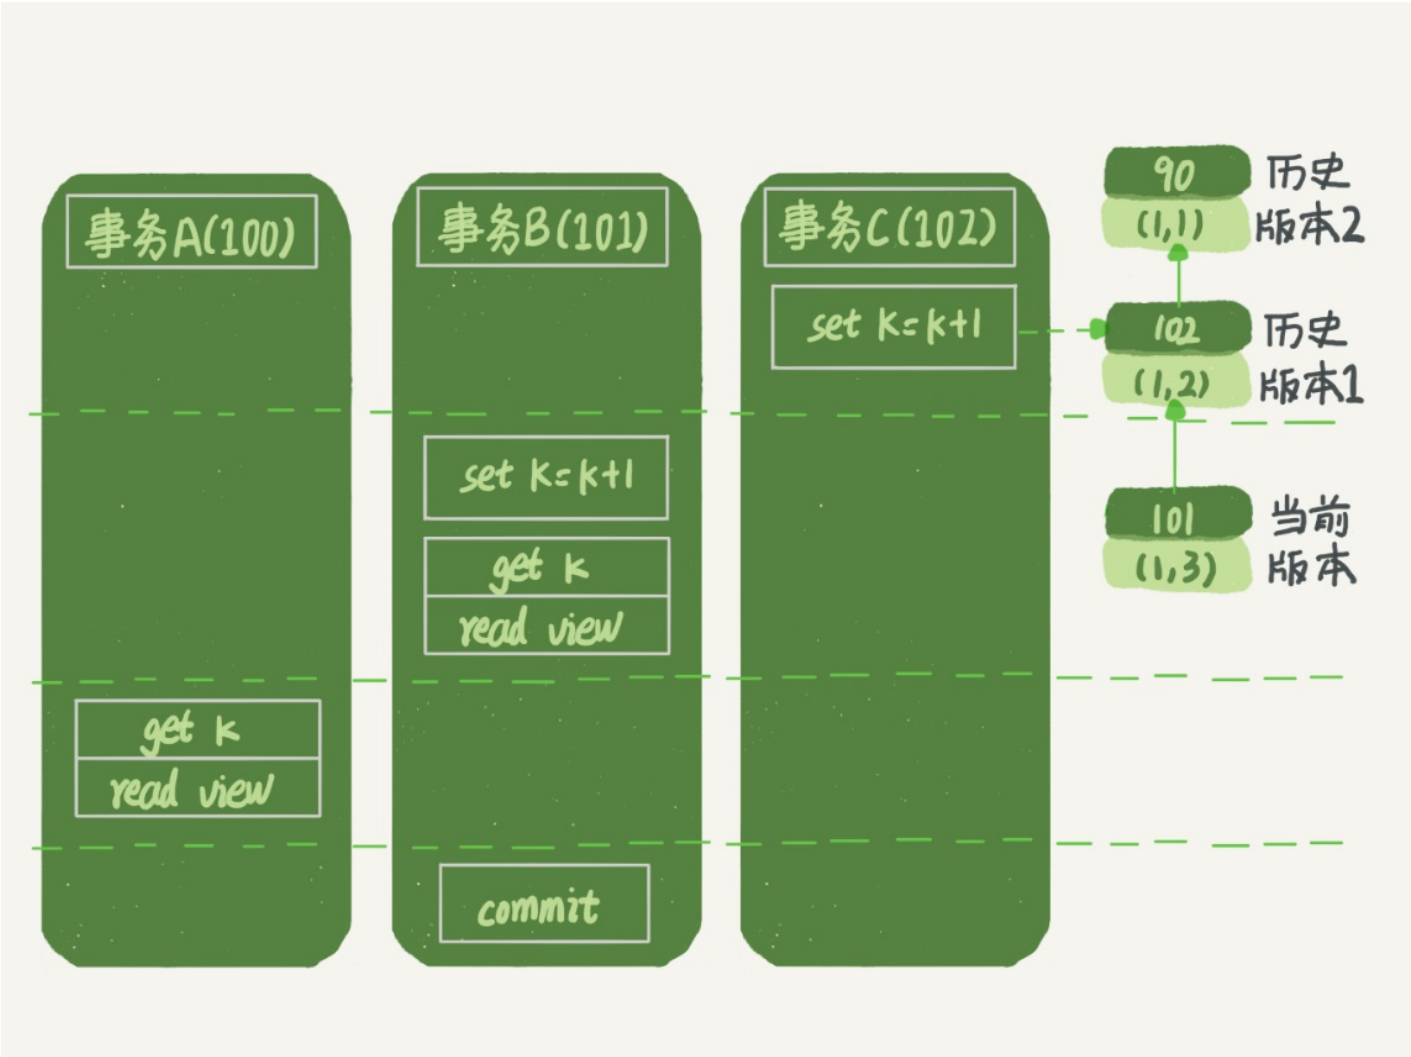 事务A(100)
get k
read view
事务B(101)
set k=k+1
get k
read view
commit
事务C(102)
set k=k+1
90
(1,1)
历史
版本2
102
(1,2)
历史
版本1
101
(1,3)
当前
版本